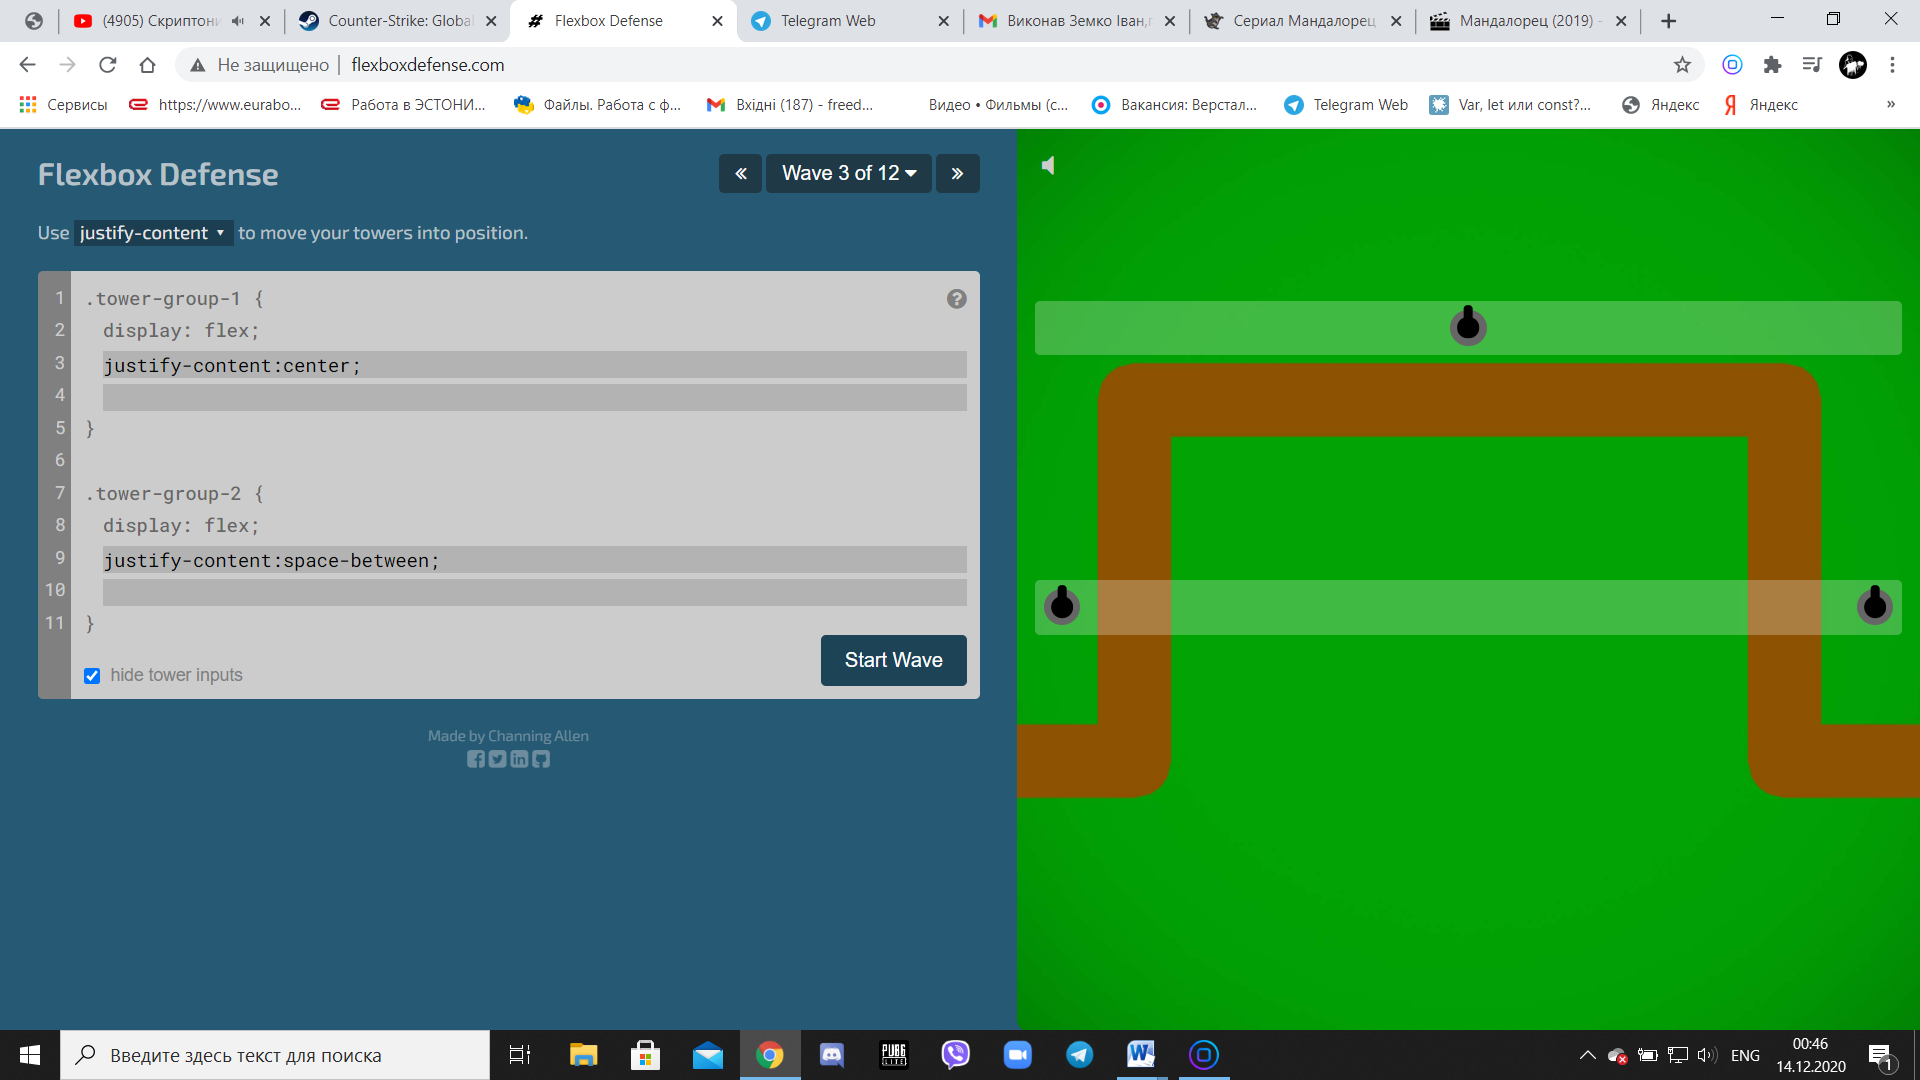 (4905) Скриптони
Counter-Strike: Global
Flexbox Defense
Telegram Web
Виконав Земко Іван,г
Сериал Мандалорец
Мандалорец (2019) -
Не защищено
flexboxdefense.com
Сервисы
https://www.eurabo...
Работа в ЭСТОНИ...
Файлы. Работа с ф...
Вхідні (187) - freed...
Видео • Фильмы (с...
Вакансия: Верстал...
Telegram Web
Var, let или const?...
Яндекс
Яндекс
»
Flexbox Defense
«
Wave 3 of 12
»
Use justify-content to move your towers into position.
1 .tower-group-1 {
2 display: flex;
3 justify-content:center;
4
5 }
6
7 .tower-group-2 {
8 display: flex;
9 justify-content:space-between;
10
11 }
?
hide tower inputs
Start Wave
Made by Channing Allen
Введите здесь текст для поиска
PUBG
LITE
ENG
00:46
14.12.2020
1